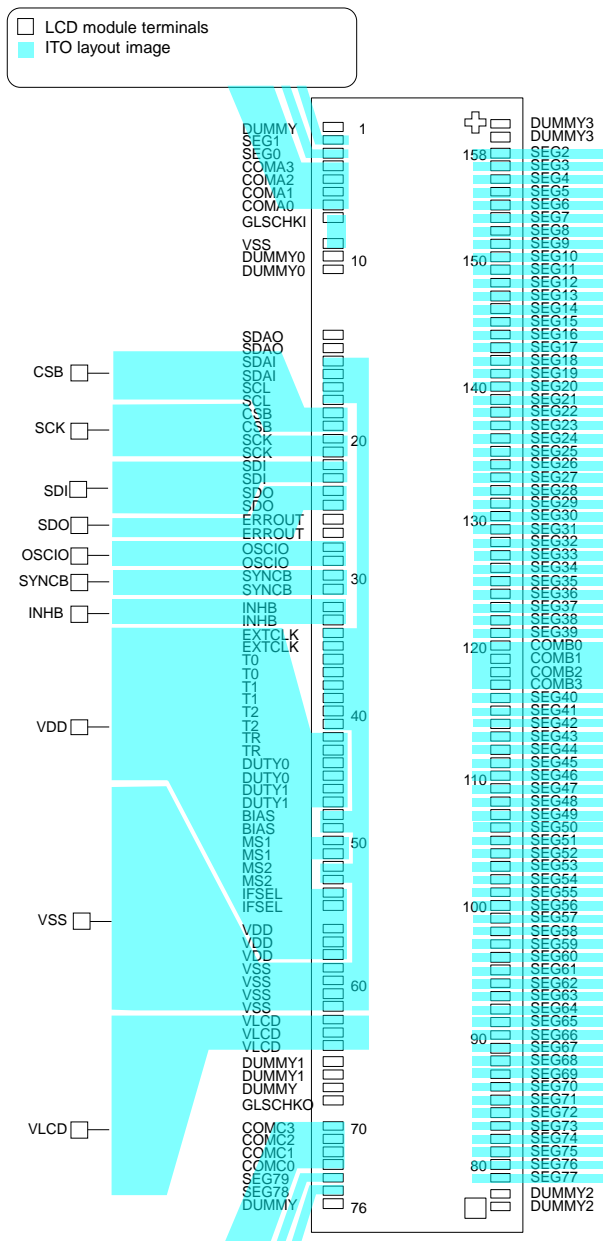 LCD module terminals
ITO layout image
CSB
SCK
SDI
SDO
OSCIO
SYNCB
INHB
VDD
VSS
VLCD
DUMMY 1
SEG1
SEG0
COMA3
COMA2
COMA1
COMA0
GLSCHKI
VSS
DUMMY0 10
DUMMY0
SDAO
SDAO
SDAI
SDAI
SCL
SCL
CSB
CSB
SCK 20
SCK
SDI
SDI
SDO
SDO
ERROUT
ERROUT
OSCIO
OSCIO
SYNCB 30
SYNCB
INHB
INHB
EXTCLK
EXTCLK
T0
T0
T1
T1
T2 40
T2
TR
TR
DUTY0
DUTY0
DUTY1
DUTY1
BIAS
BIAS
MS1 50
MS1
MS2
MS2
IFSEL
IFSEL
VDD
VDD
VDD
VSS
VSS 60
VSS
VSS
VLCD
VLCD
VLCD
DUMMY1
DUMMY1
DUMMY
GLSCHKO
COMC3 70
COMC2
COMC1
COMC0
SEG79
SEG78
DUMMY 76
DUMMY3
DUMMY3
158 SEG2
SEG3
SEG4
SEG5
SEG6
SEG7
SEG8
SEG9
150 SEG10
SEG11
SEG12
SEG13
SEG14
SEG15
SEG16
SEG17
SEG18
SEG19
140 SEG20
SEG21
SEG22
SEG23
SEG24
SEG25
SEG26
SEG27
SEG28
SEG29
130 SEG30
SEG31
SEG32
SEG33
SEG34
SEG35
SEG36
SEG37
SEG38
SEG39
120 COMB0
COMB1
COMB2
COMB3
SEG40
SEG41
SEG42
SEG43
SEG44
SEG45
110 SEG46
SEG47
SEG48
SEG49
SEG50
SEG51
SEG52
SEG53
SEG54
SEG55
100 SEG56
SEG57
SEG58
SEG59
SEG60
SEG61
SEG62
SEG63
SEG64
SEG65
90 SEG66
SEG67
SEG68
SEG69
SEG70
SEG71
SEG72
SEG73
SEG74
SEG75
80 SEG76
SEG77
DUMMY2
DUMMY2